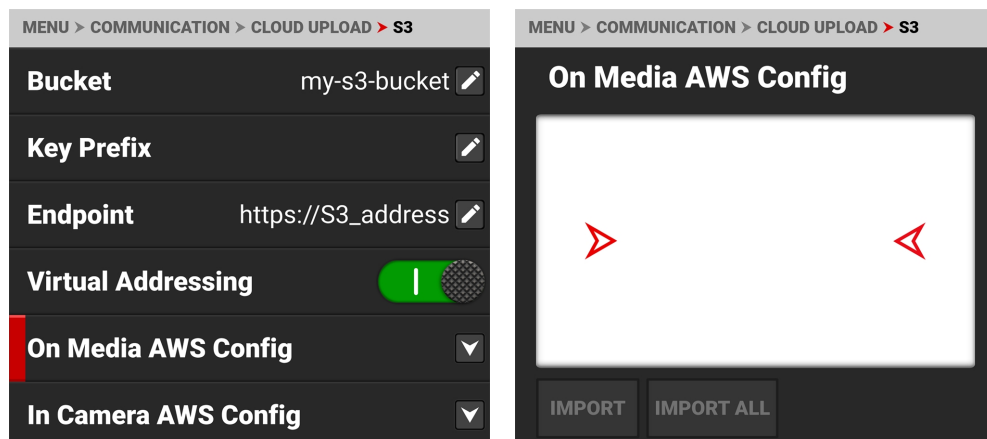 MENU ➤ COMMUNICATION ➤ CLOUD UPLOAD ➤ S3
Bucket my-s3-bucket
Key Prefix
Endpoint https://S3_address
Virtual Addressing
On Media AWS Config
In Camera AWS Config
MENU ➤ COMMUNICATION ➤ CLOUD UPLOAD ➤ S3
On Media AWS Config
IMPORT IMPORT ALL